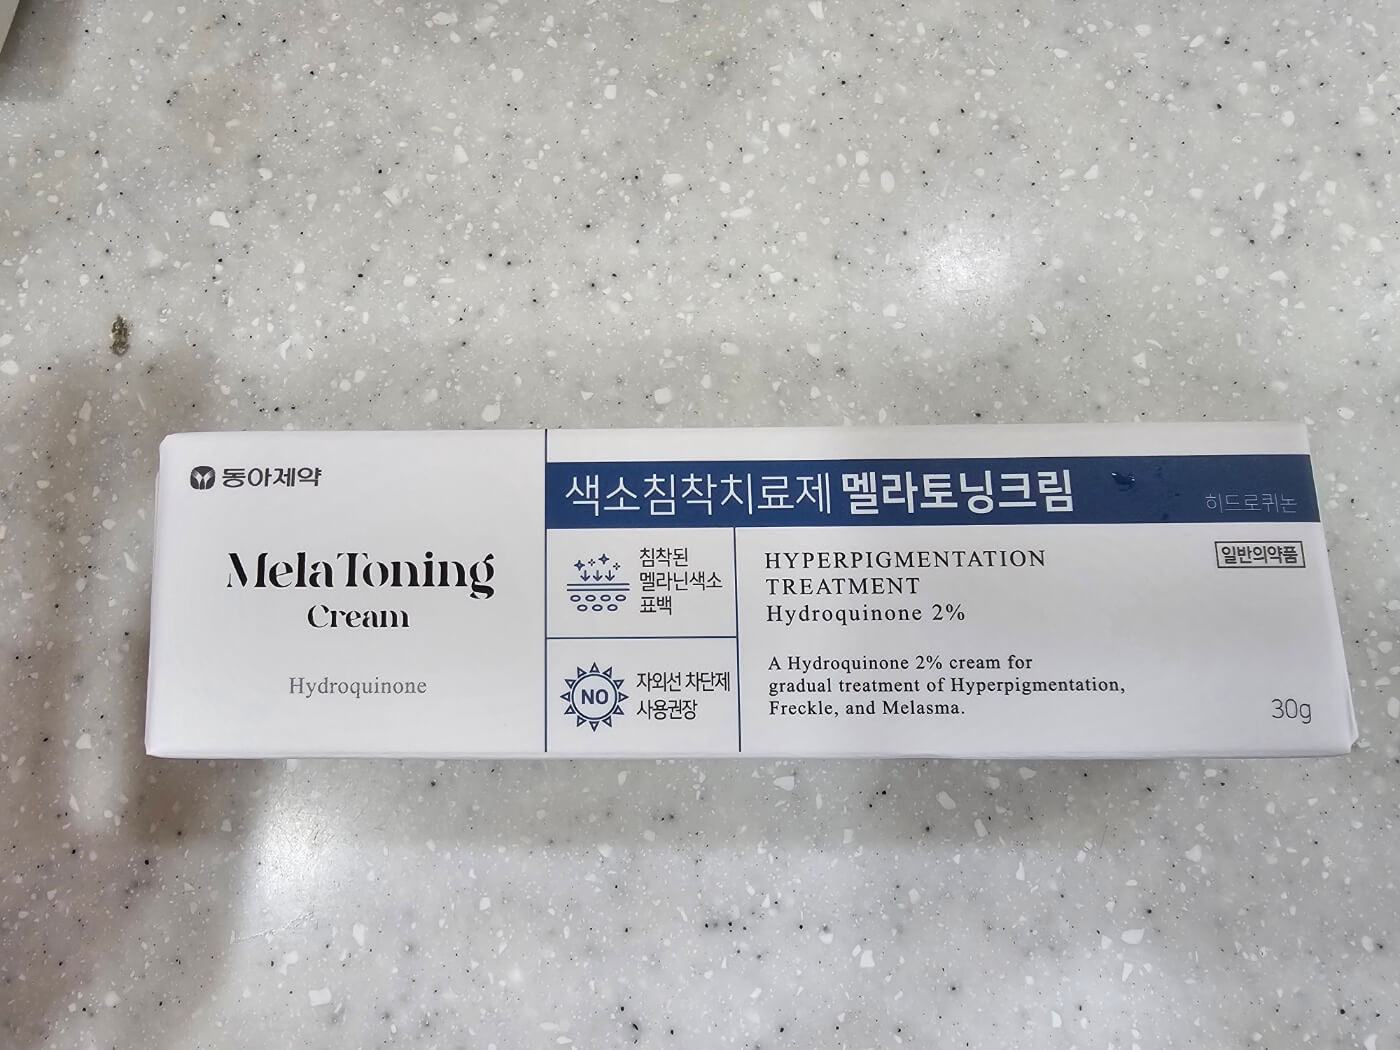 동아제약
MelaToning
Cream
Hydroquinone
색소침착치료제 멜라토닝크림
히드로퀴논
침착된
멜라닌색소
표백
NO
자외선 차단제
사용권장
HYPERPIGMENTATION
TREATMENT
Hydroquinone 2%
일반의약품
A Hydroquinone 2% cream for
gradual treatment of Hyperpigmentation,
Freckle, and Melasma.
30g